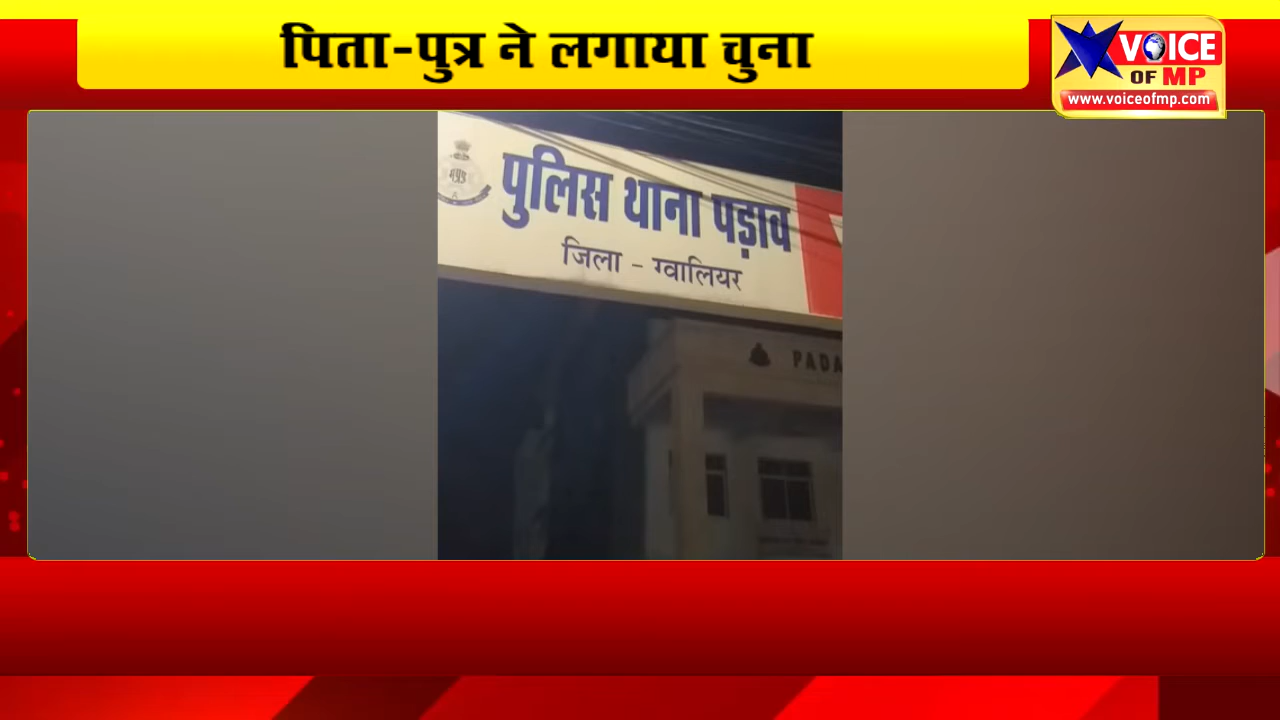 पिता-पुत्र ने लगाया चुना
VOICE
OF MP
www.voiceofmp.com
पुलिस थाना पड़ाव
जिला - ग्वालियर
PADA